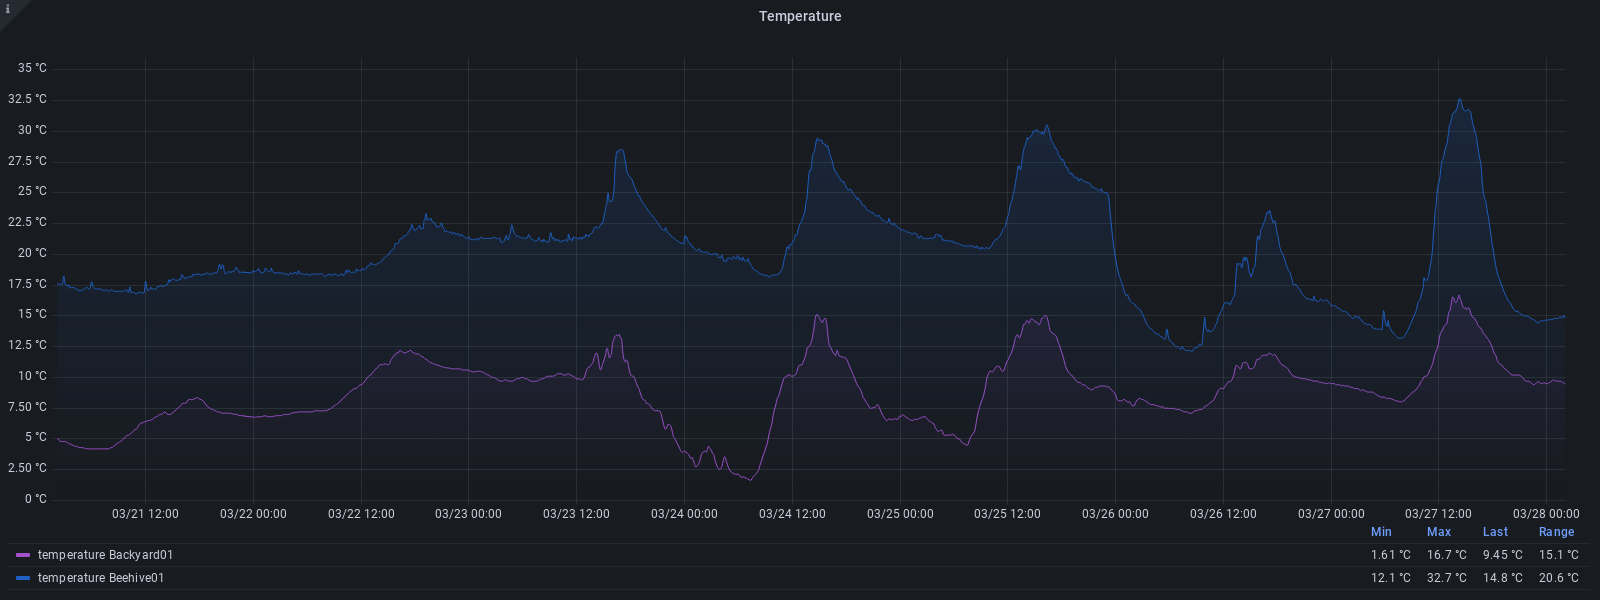 i
Temperature
35 °C
32.5 °C
30 °C
27.5 °C
25 °C
22.5 °C
20 °C
17.5 °C
15 °C
12.5 °C
10 °C
7.50 °C
5 °C
2.50 °C
0 °C
03/21 12:00 03/22 00:00 03/22 12:00 03/23 00:00 03/23 12:00 03/24 00:00 03/24 12:00 03/25 00:00 03/25 12:00 03/26 00:00 03/26 12:00 03/27 00:00 03/27 12:00 03/28 00:00
Min Max Last Range
temperature Backyard01 1.61 °C 16.7 °C 9.45 °C 15.1 °C
temperature Beehive01 12.1 °C 32.7 °C 14.8 °C 20.6 °C